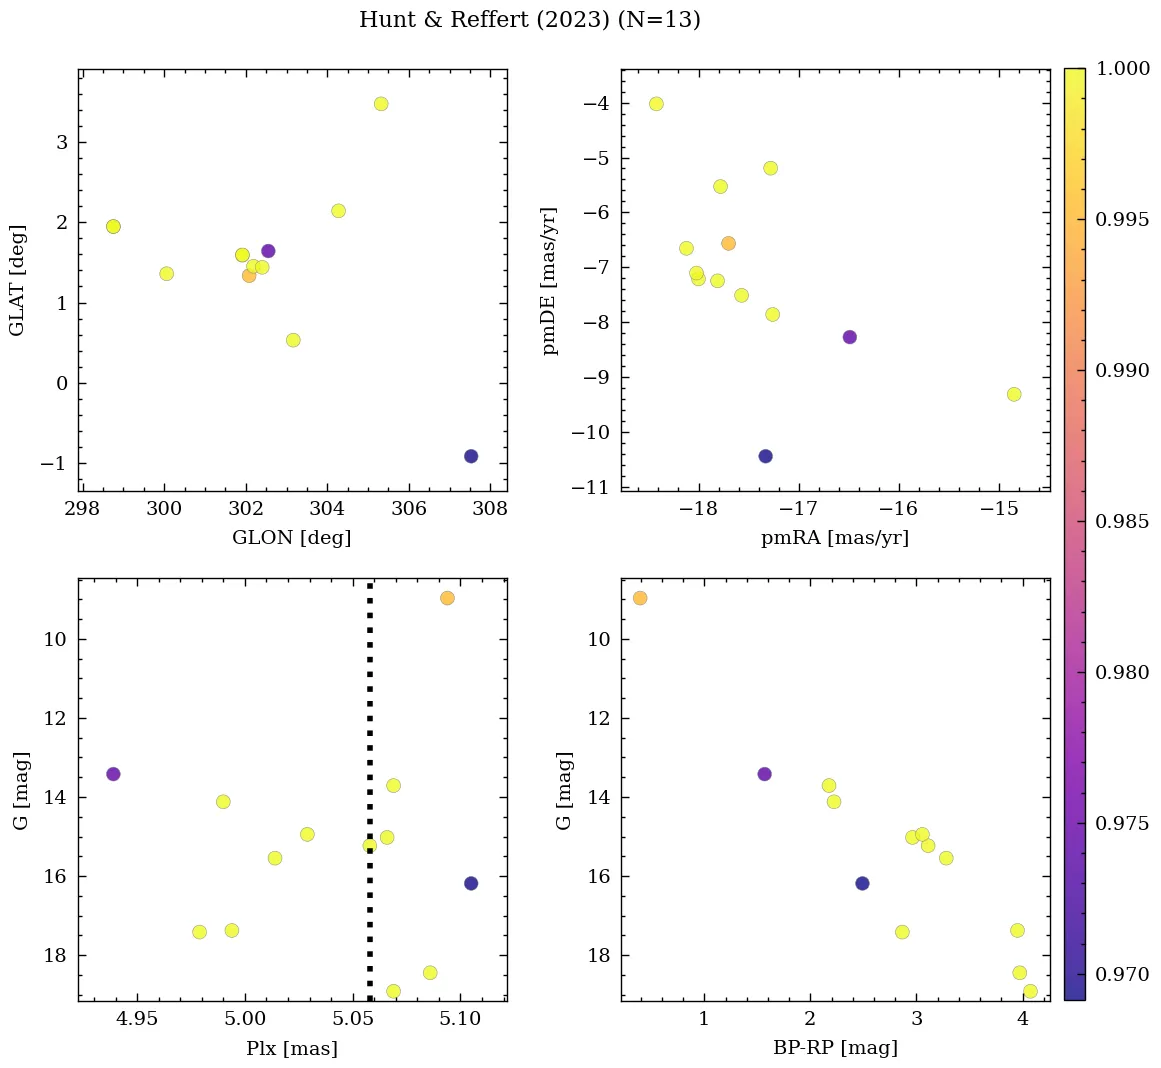 Hunt & Reffert (2023) (N=13)
3
2
1
0
−1
298 300 302 304 306 308
GLON [deg]
GLAT [deg]
−4
−5
−6
−7
−8
−9
−10
−11
−18 −17 −16 −15
pmRA [mas/yr]
pmDE [mas/yr]
10
12
14
16
18
4.95 5.00 5.05 5.10
Plx [mas]
G [mag]
10
12
14
16
18
1 2 3 4
BP-RP [mag]
G [mag]
1.000
0.995
0.990
0.985
0.980
0.975
0.970